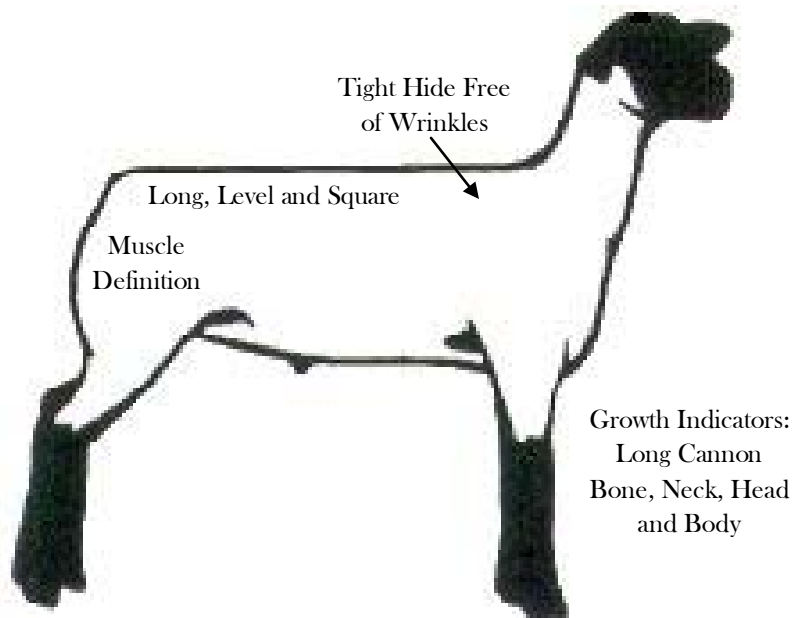 Tight Hide Free
of Wrinkles
Long, Level and Square
Muscle
Definition
Growth Indicators:
Long Cannon
Bone, Neck, Head
and Body